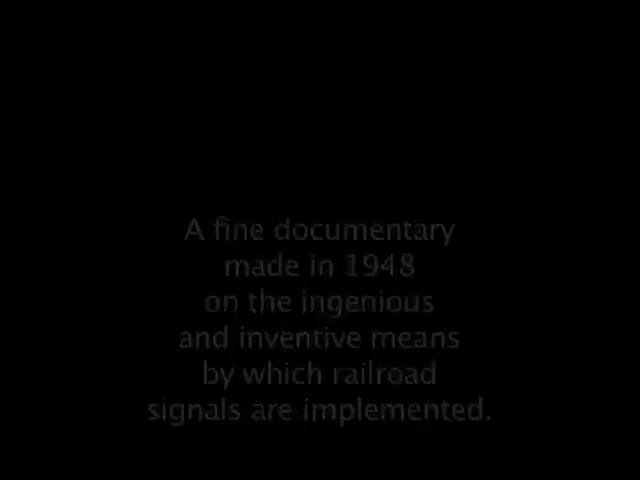 A fine documentary
made in 1948
on the ingenious
and inventive means
by which railroad
signals are implemented.